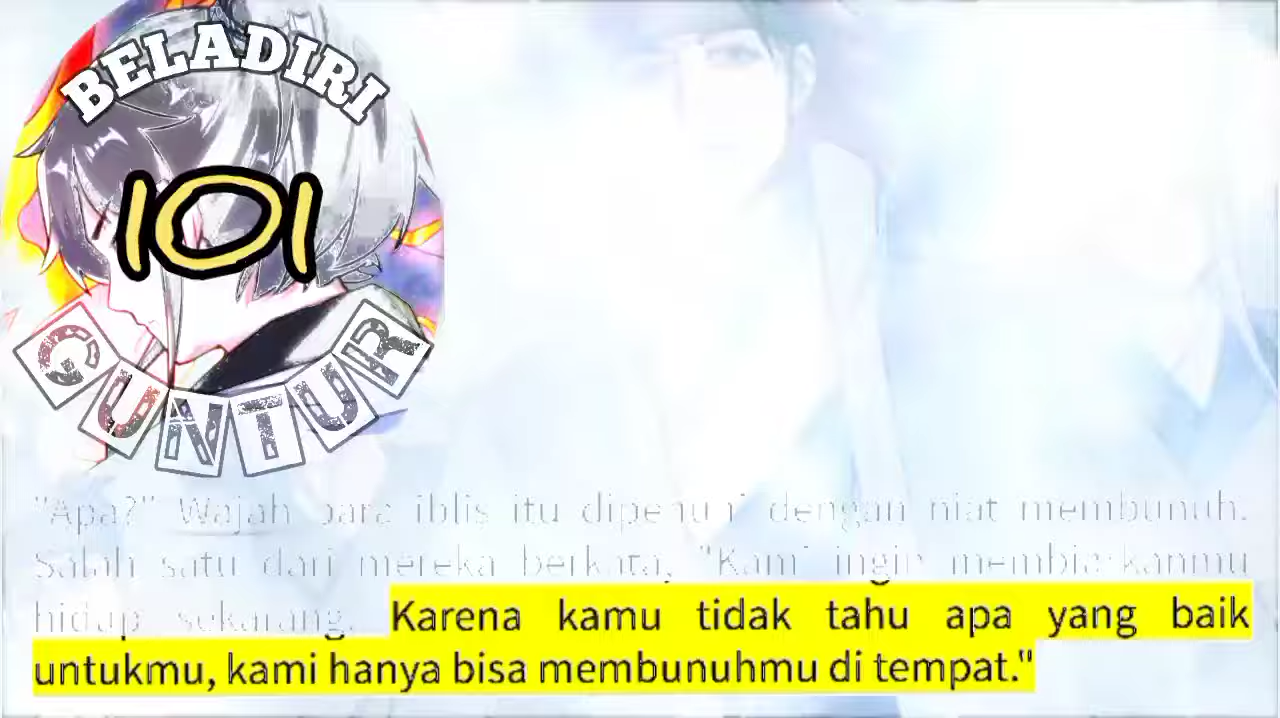 BELADIRI
101
GUNTUR
"Apa?" Wajah para iblis itu dipenuhi dengan niat membunuh.
Salah satu dari mereka berkata, "Kami ingin membiarkanmu
hidup sekarang. Karena kamu tidak tahu apa yang baik
untukmu, kami hanya bisa membunuhmu di tempat."